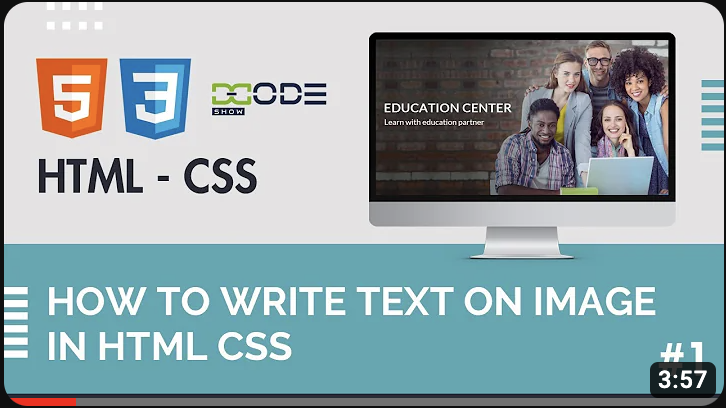 5
3
DCODE
SHOW
HTML - CSS
EDUCATION CENTER
Learn with education partner
HOW TO WRITE TEXT ON IMAGE
IN HTML CSS
#1
3:57